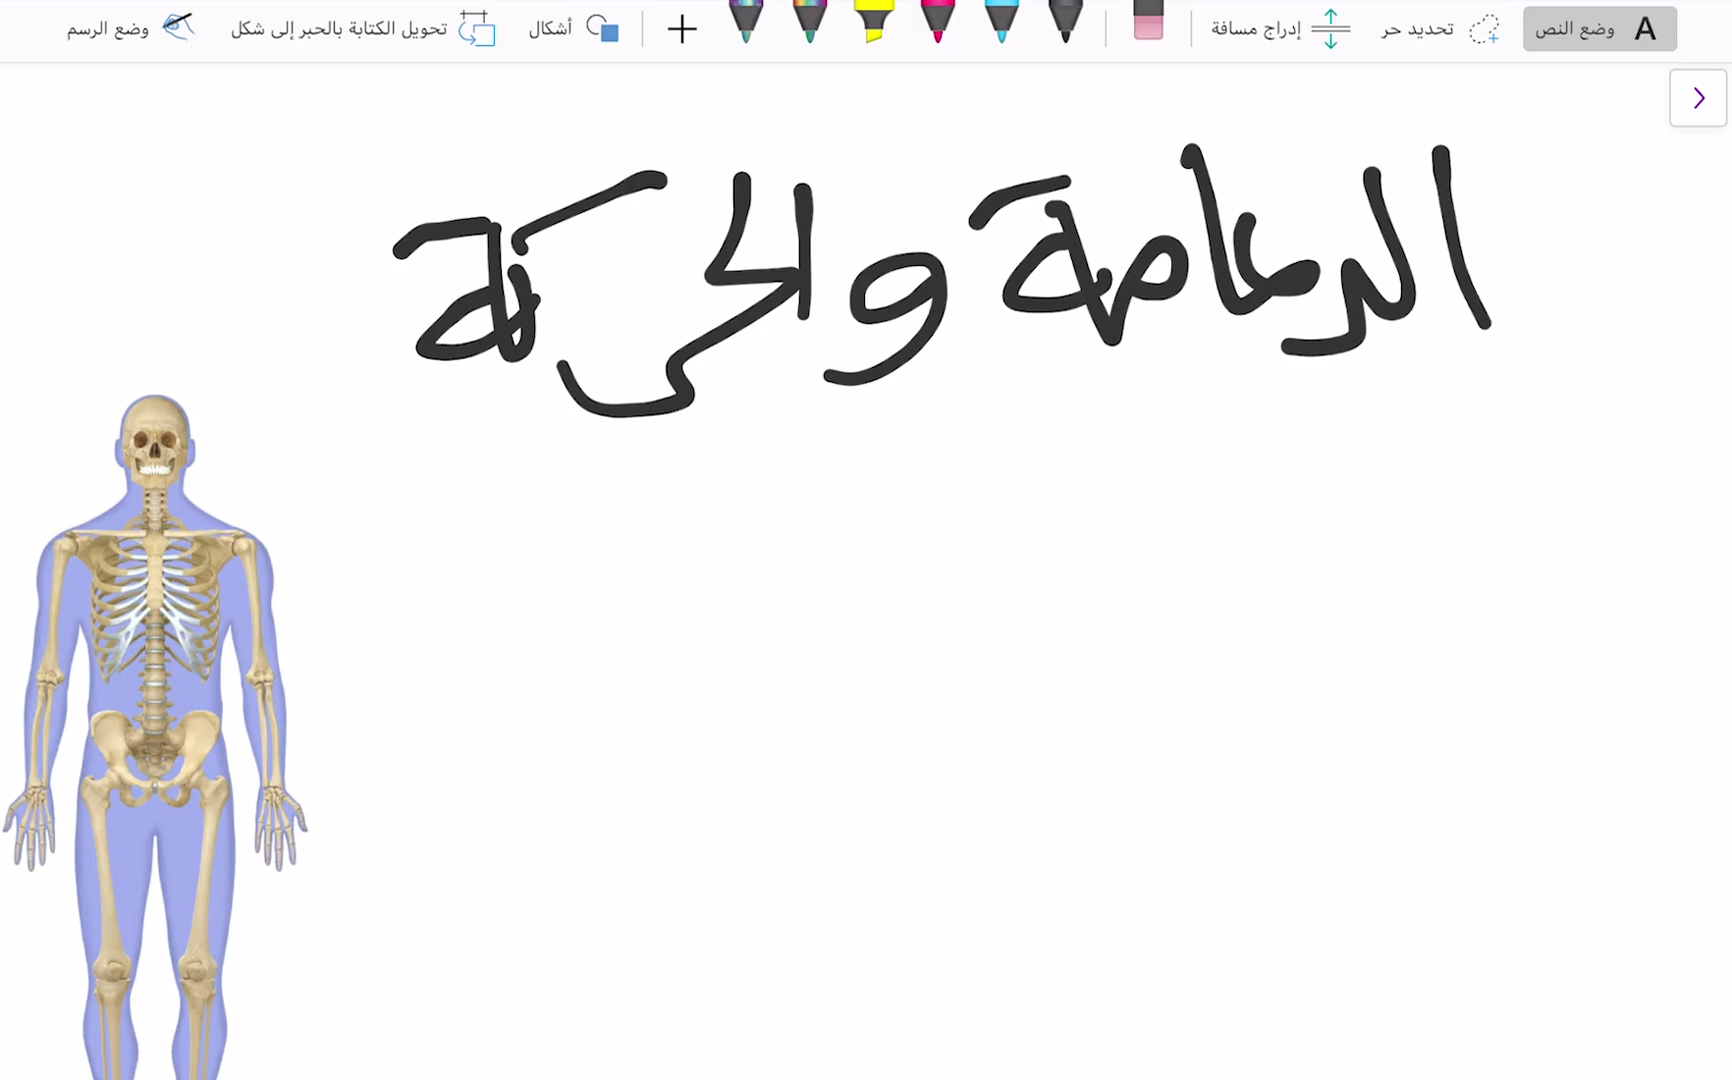 وضع النص تحديد حر إدراج مسافة أشكال تحويل الكتابة بالحبر إلى شكل وضع الرسم
الدعامة والحركة